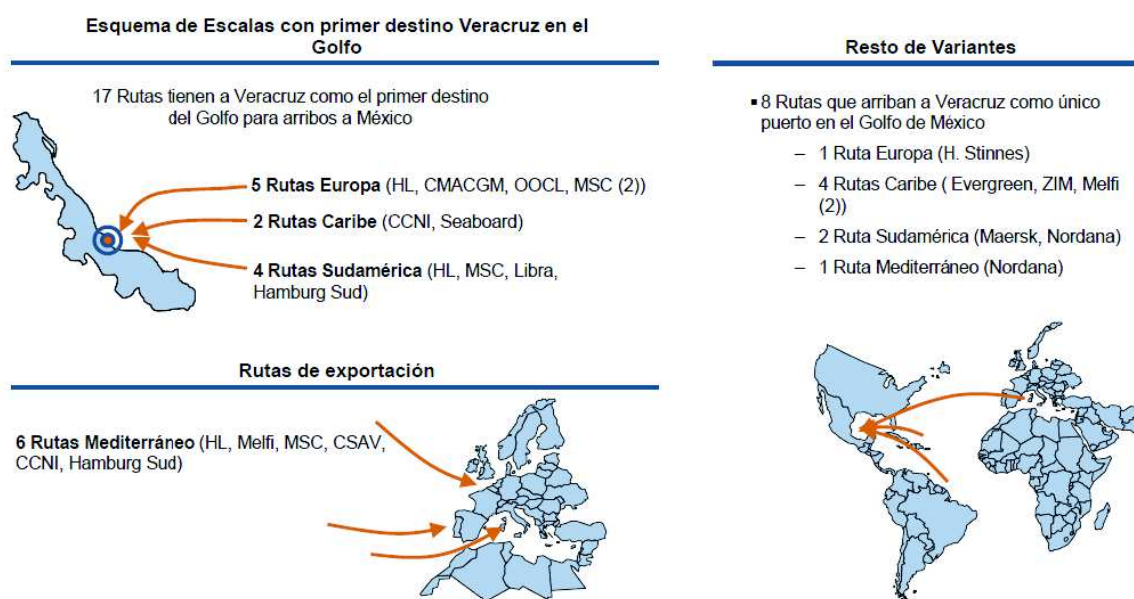 Esquema de Escalas con primer destino Veracruz en el
Golfo
17 Rutas tienen a Veracruz como el primer destino
del Golfo para arribos a México
5 Rutas Europa (HL, CMACGM, OOCL, MSC (2))
2 Rutas Caribe (CCNI, Seaboard)
4 Rutas Sudamérica (HL, MSC, Libra,
Hamburg Sud)
Rutas de exportación
6 Rutas Mediterráneo (HL, Melfi, MSC, CSAV,
CCNI, Hamburg Sud)
Resto de Variantes
▪ 8 Rutas que arriban a Veracruz como único
puerto en el Golfo de México
– 1 Ruta Europa (H. Stinnes)
– 4 Rutas Caribe ( Evergreen, ZIM, Melfi
(2))
– 2 Ruta Sudamérica (Maersk, Nordana)
– 1 Ruta Mediterráneo (Nordana)